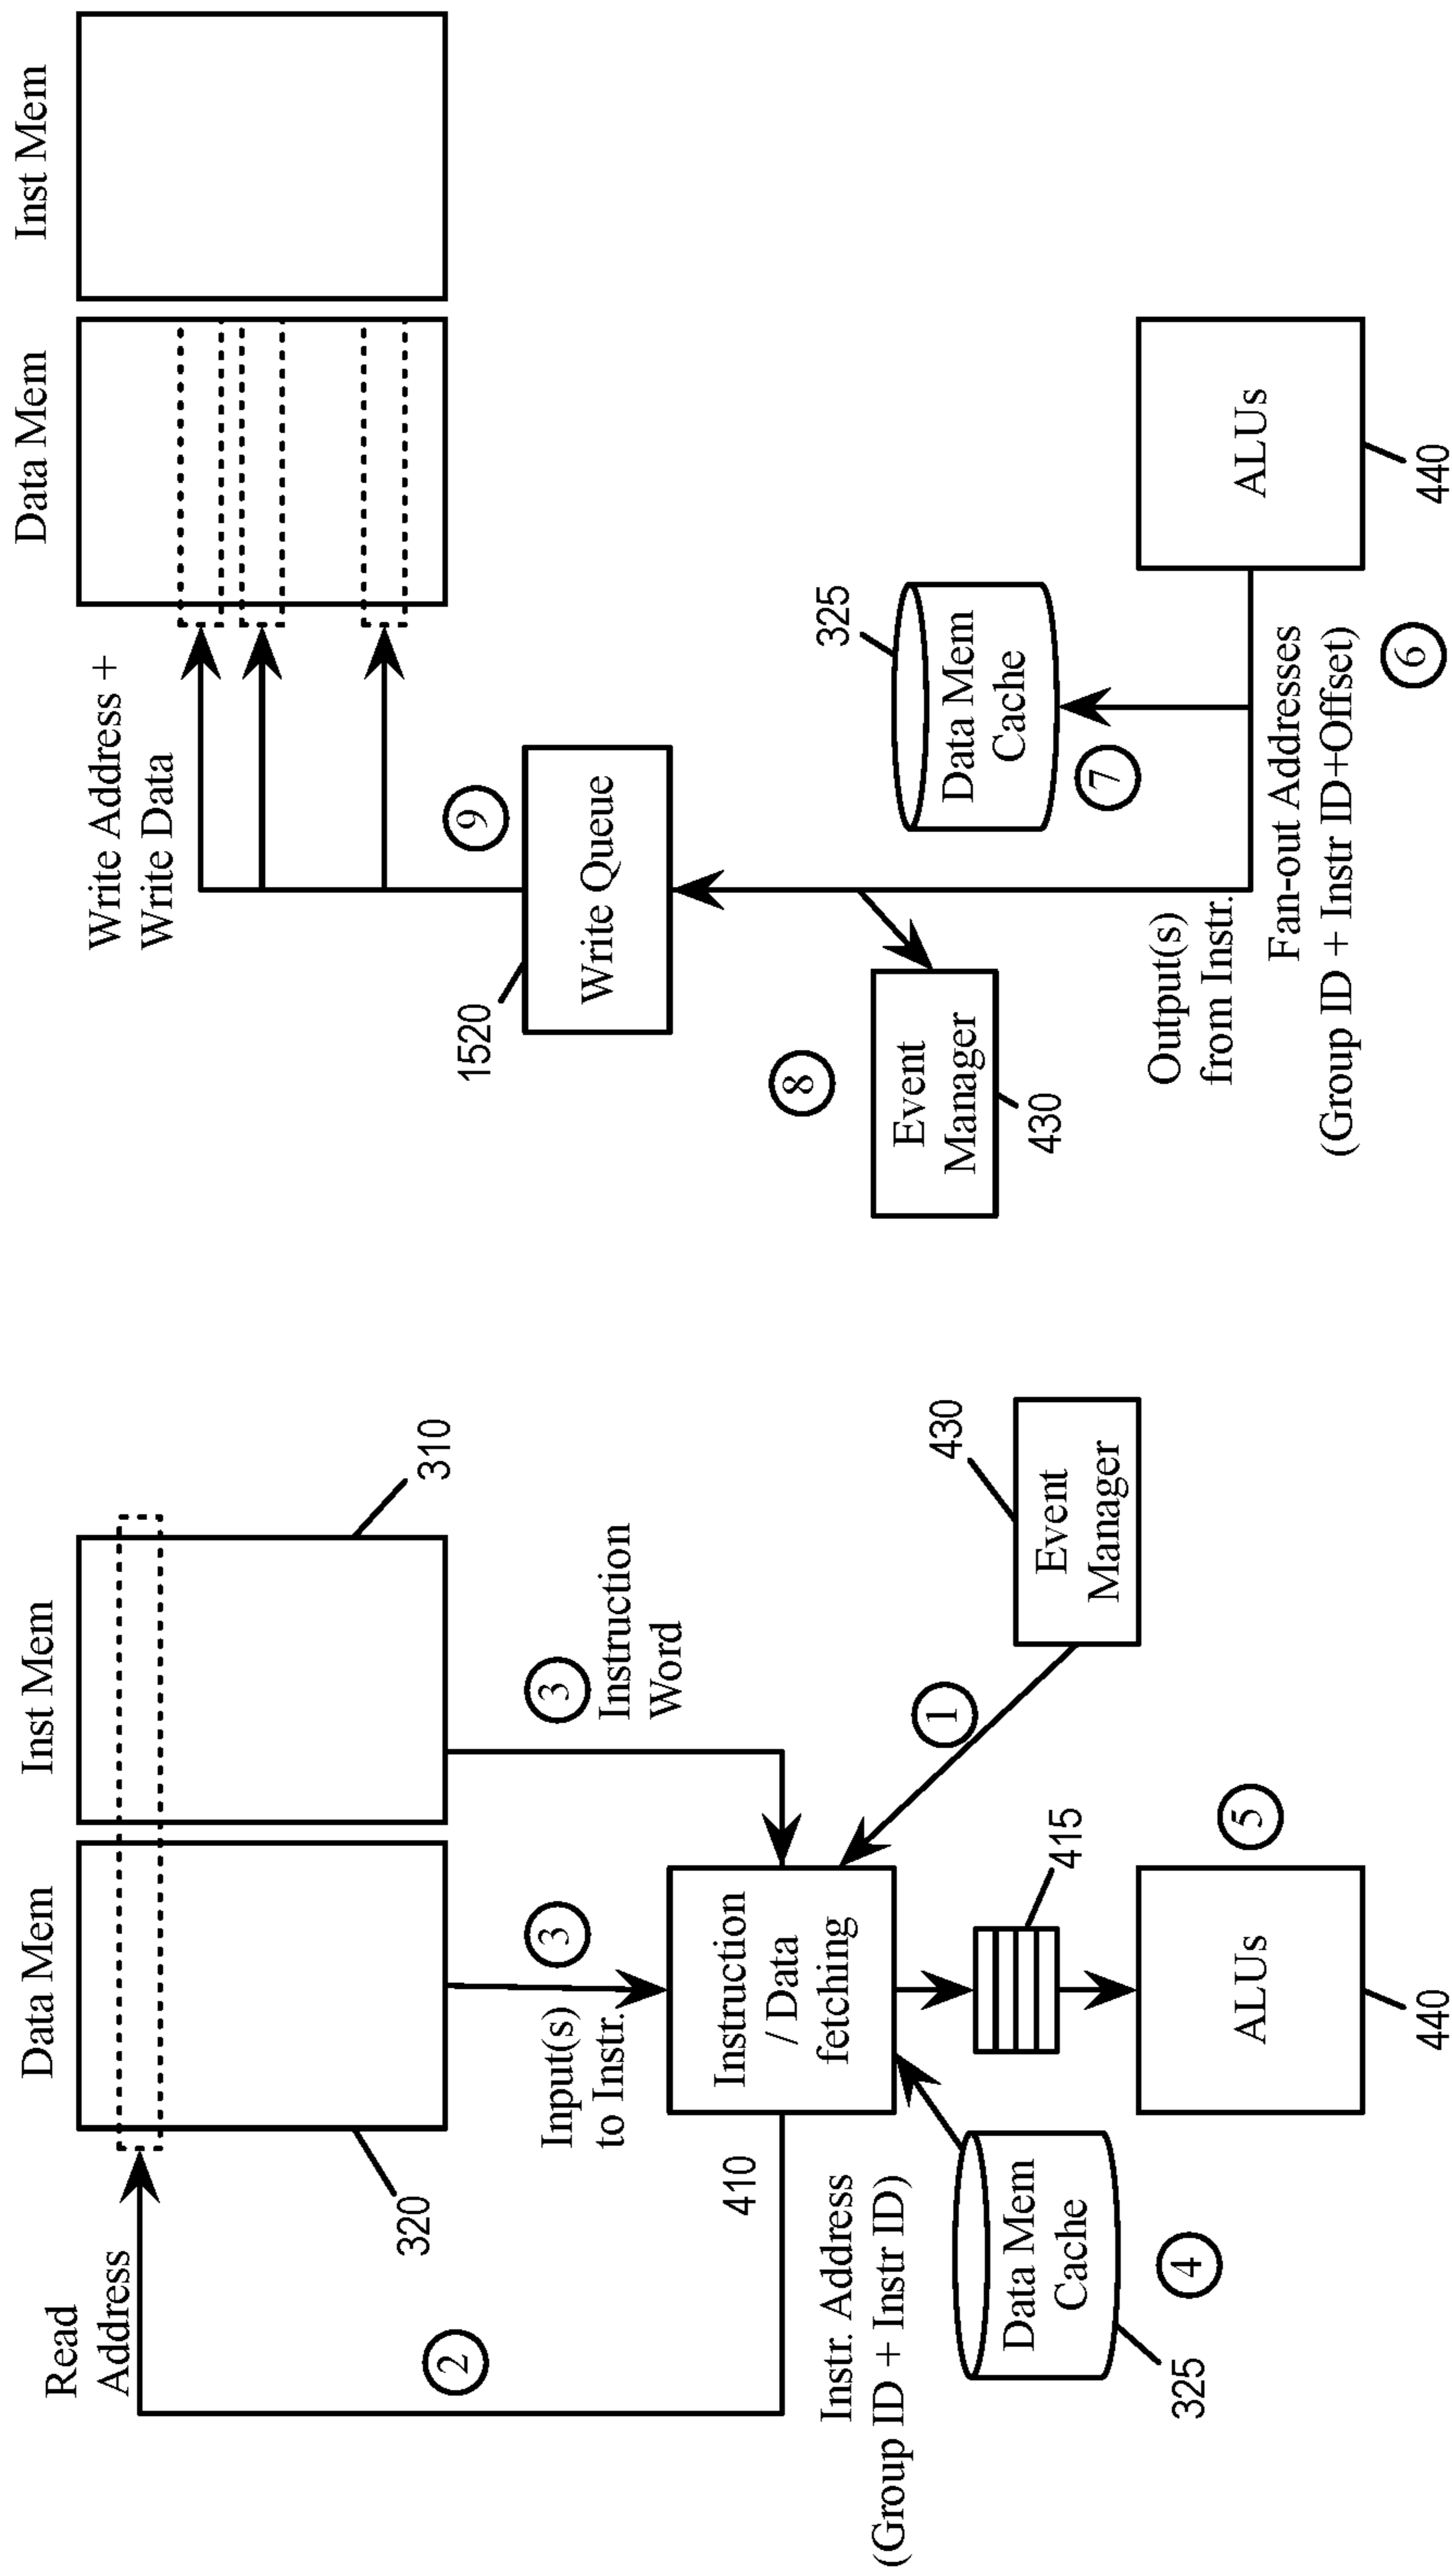 Data Mem
Inst Mem
Read
Address
320
310
2
3
Input(s)
to Instr.
3
Instruction
Word
410
Instruction
/ Data
fetching
Instr. Address
(Group ID + Instr ID)
1
430
Event
Manager
Data Mem
Cache
325
4
415
5
ALUs
440
Data Mem
Inst Mem
Write Address +
Write Data
9
1520
Write Queue
8
Event
Manager
430
325
Data Mem
Cache
7
Output(s)
from Instr.
Fan-out Addresses
(Group ID + Instr ID+Offset)
6
ALUs
440